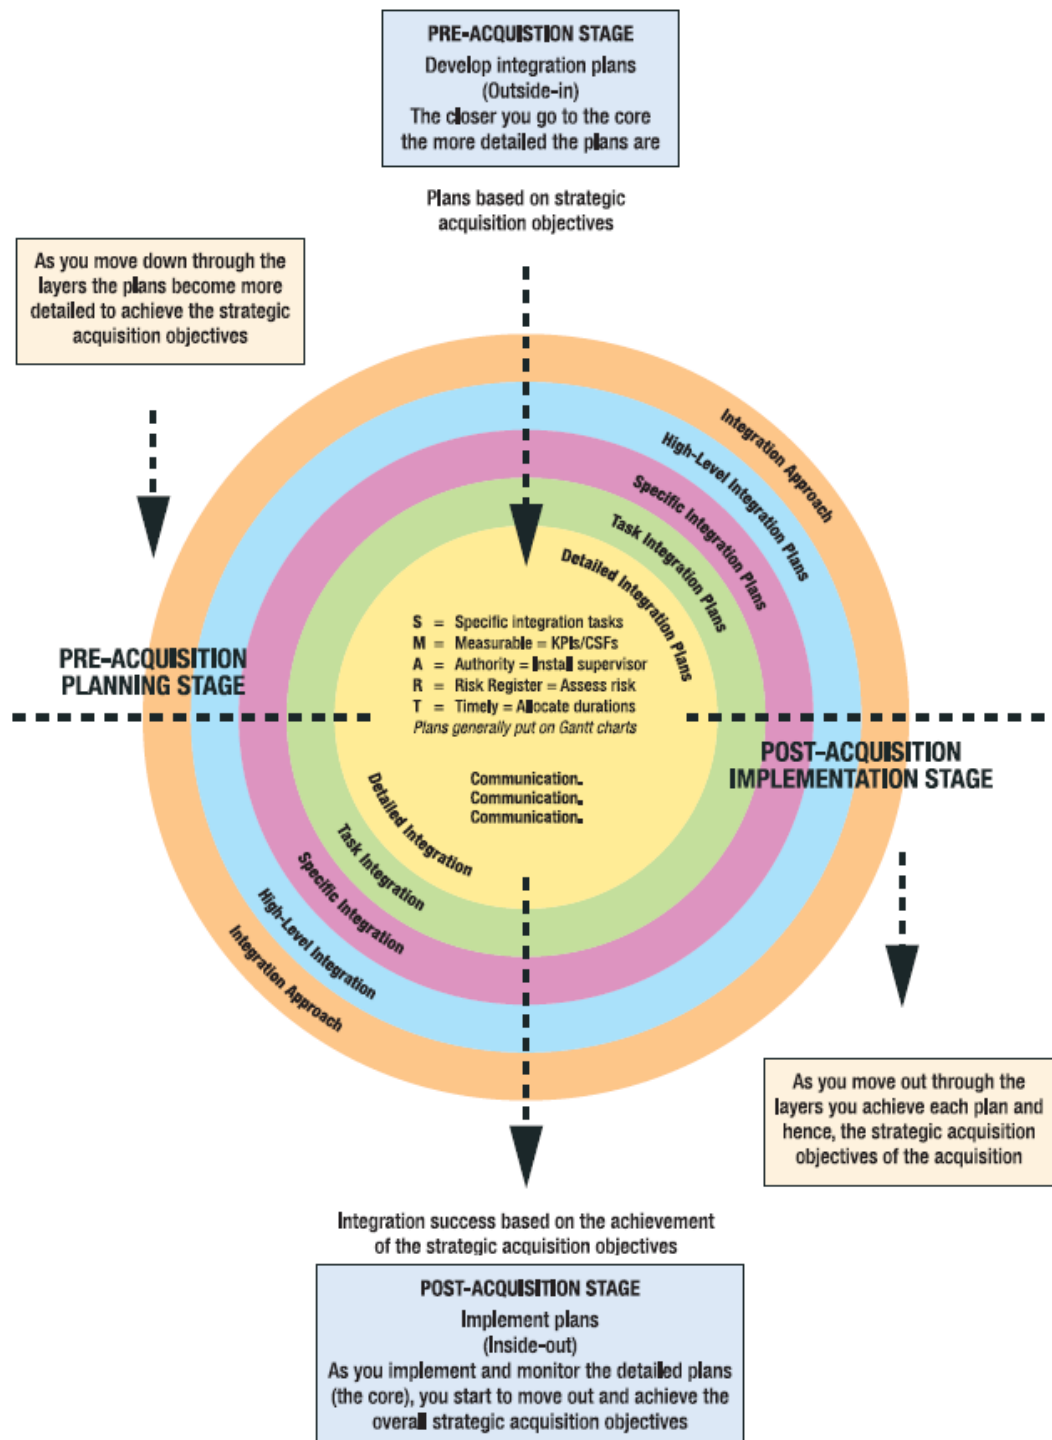 PRE-ACQUISTION STAGE
Develop integration plans
(Outside-in)
The closer you go to the core
the more detailed the plans are
Plans based on strategic
acquisition objectives
As you move down through the
layers the plans become more
detailed to achieve the strategic
acquisition objectives
Integration Approach
High-Level Integration Plans
Specific Integration Plans
Task Integration Plans
Detailed Integration Plans
S = Specific integration tasks
M = Measurable = KPIs/CSFs
A = Authority = Install supervisor
R = Risk Register = Assess risk
T = Timely = Allocate durations
Plans generally put on Gantt charts
PRE-ACQUISITION
PLANNING STAGE
POST-ACQUISITION
IMPLEMENTATION STAGE
Communication.
Communication.
Communication.
Detailed Integration
Task Integration
Specific Integration
High-Level Integration
Integration Approach
As you move out through the
layers you achieve each plan and
hence, the strategic acquisition
objectives of the acquisition
Integration success based on the achievement
of the strategic acquisition objectives
POST-ACQUISITION STAGE
Implement plans
(Inside-out)
As you implement and monitor the detailed plans
(the core), you start to move out and achieve the
overall strategic acquisition objectives